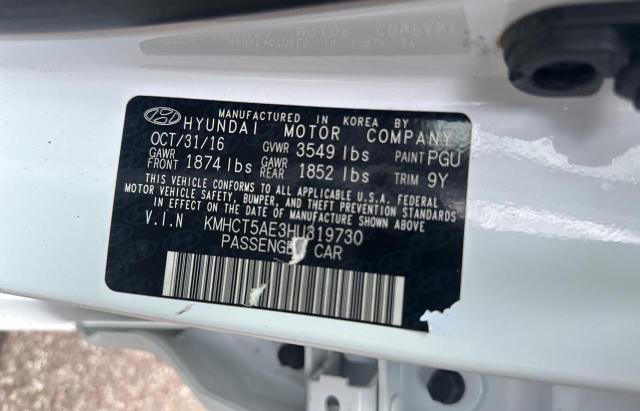 MANUFACTURED IN KOREA BY
HYUNDAI MOTOR COMPANY
OCT/31/16 GVWR 3549 lbs PAINT PGU
GAWR FRONT 1874 lbs GAWR REAR 1852 lbs TRIM 9Y
THIS VEHICLE CONFORMS TO ALL APPLICABLE U.S.A. FEDERAL
MOTOR VEHICLE SAFETY, BUMPER, AND THEFT PREVENTION STANDARDS
IN EFFECT ON THE DATE OF MANUFACTURE SHOWN ABOVE.
V.I.N KMHCT5AE3HU319730
PASSENGER CAR